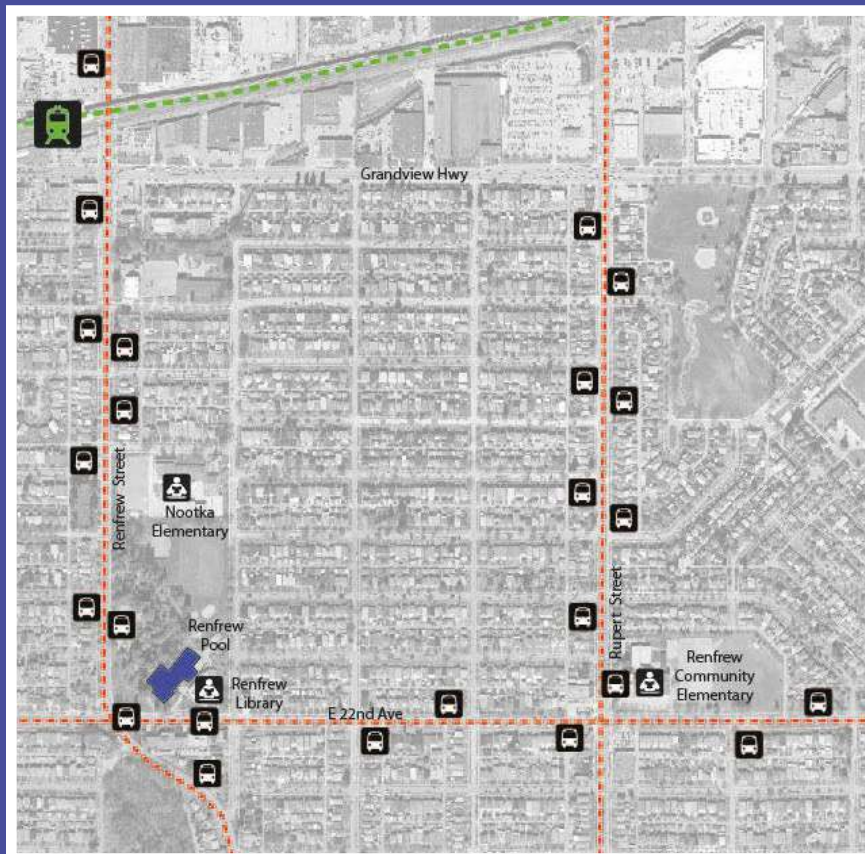 Grandview Hwy
Renfrew Street
Nootka
Elementary
Rupert Street
Renfrew
Pool
Renfrew
Library
Renfrew
Community
Elementary
E 22nd Ave